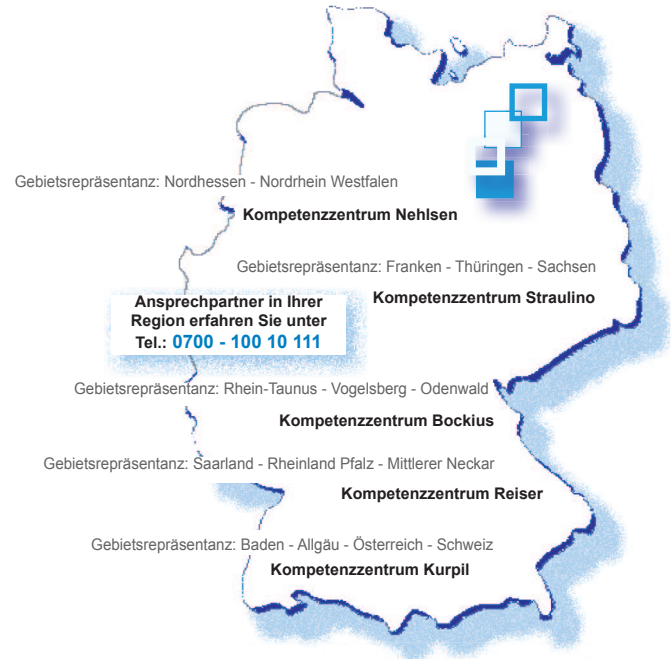 Gebietsrepräsentanz: Nordhessen - Nordrhein Westfalen
Kompetenzzentrum Nehlsen
Gebietsrepräsentanz: Franken - Thüringen - Sachsen
Kompetenzzentrum Straulino
Ansprechpartner in Ihrer
Region erfahren Sie unter
Tel.: 0700 - 100 10 111
Gebietsrepräsentanz: Rhein-Taunus - Vogelsberg - Odenwald
Kompetenzzentrum Bockius
Gebietsrepräsentanz: Saarland - Rheinland Pfalz - Mittlerer Neckar
Kompetenzzentrum Reiser
Gebietsrepräsentanz: Baden - Allgäu - Österreich - Schweiz
Kompetenzzentrum Kurpil